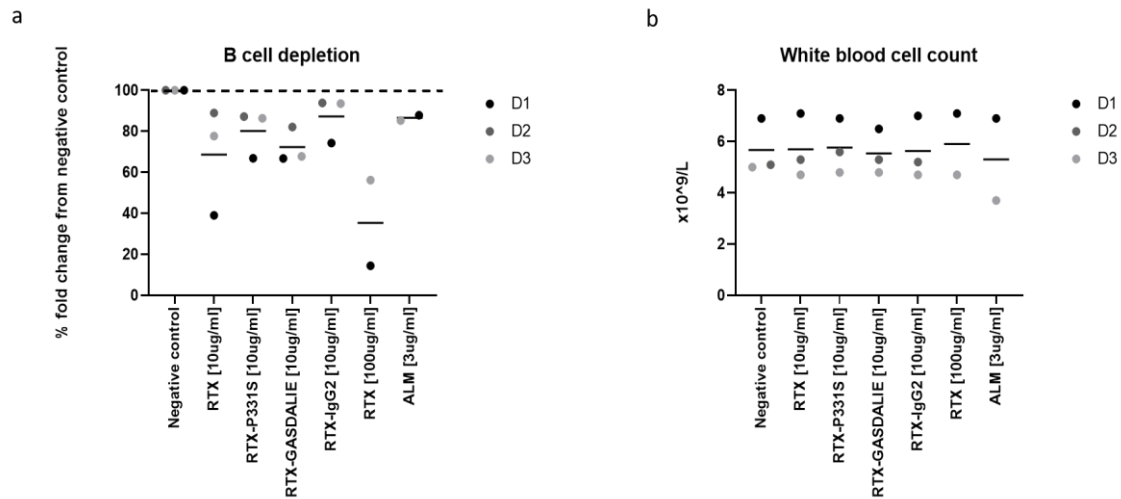 a
B cell depletion
% fold change from negative control
100
80
60
40
20
0
Negative control
RTX [10ug/ml]
RTX-P331S [10ug/ml]
RTX-GASDALIE [10ug/ml]
RTX-IgG2 [10ug/ml]
RTX [100ug/ml]
ALM [3ug/ml]
D1
D2
D3
b
White blood cell count
x10^9/L
8
6
4
2
0
Negative control
RTX [10ug/ml]
RTX-P331S [10ug/ml]
RTX-GASDALIE [10ug/ml]
RTX-IgG2 [10ug/ml]
RTX [100ug/ml]
ALM [3ug/ml]
D1
D2
D3